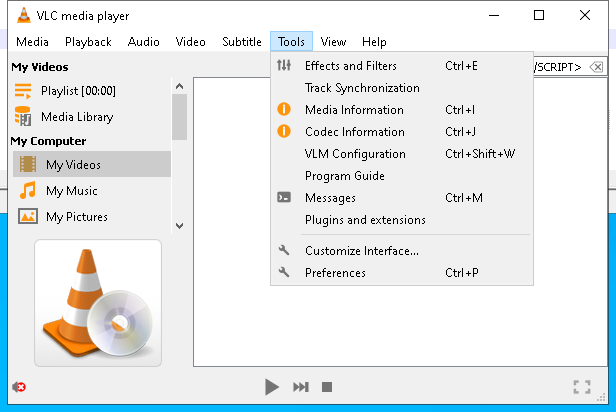 VLC media player
Media Playback Audio Video Subtitle Tools View Help
My Videos
/SCRIPT>
Playlist [00:00]
Media Library
My Computer
My Videos
My Music
My Pictures
Effects and Filters Ctrl+E
Track Synchronization
Media Information Ctrl+I
Codec Information Ctrl+J
VLM Configuration Ctrl+Shift+W
Program Guide
Messages Ctrl+M
Plugins and extensions
Customize Interface...
Preferences Ctrl+P